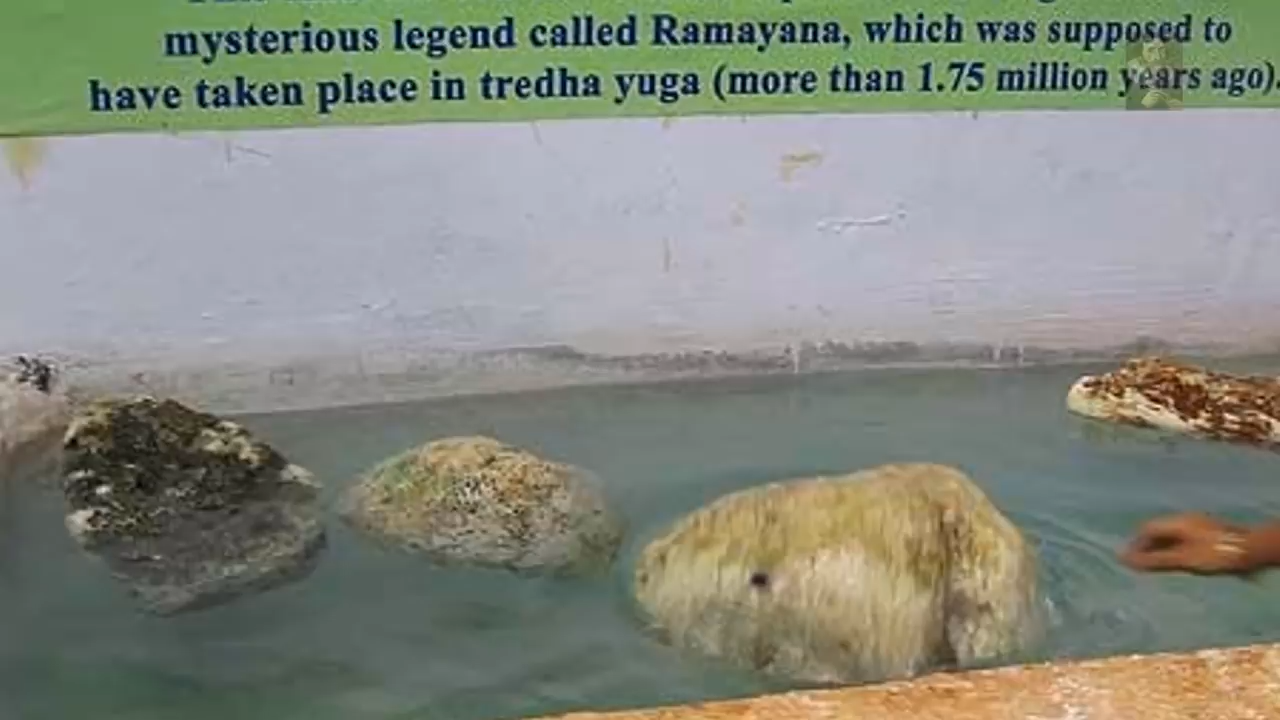 mysterious legend called Ramayana, which was supposed to
have taken place in tredha yuga (more than 1.75 million years ago).